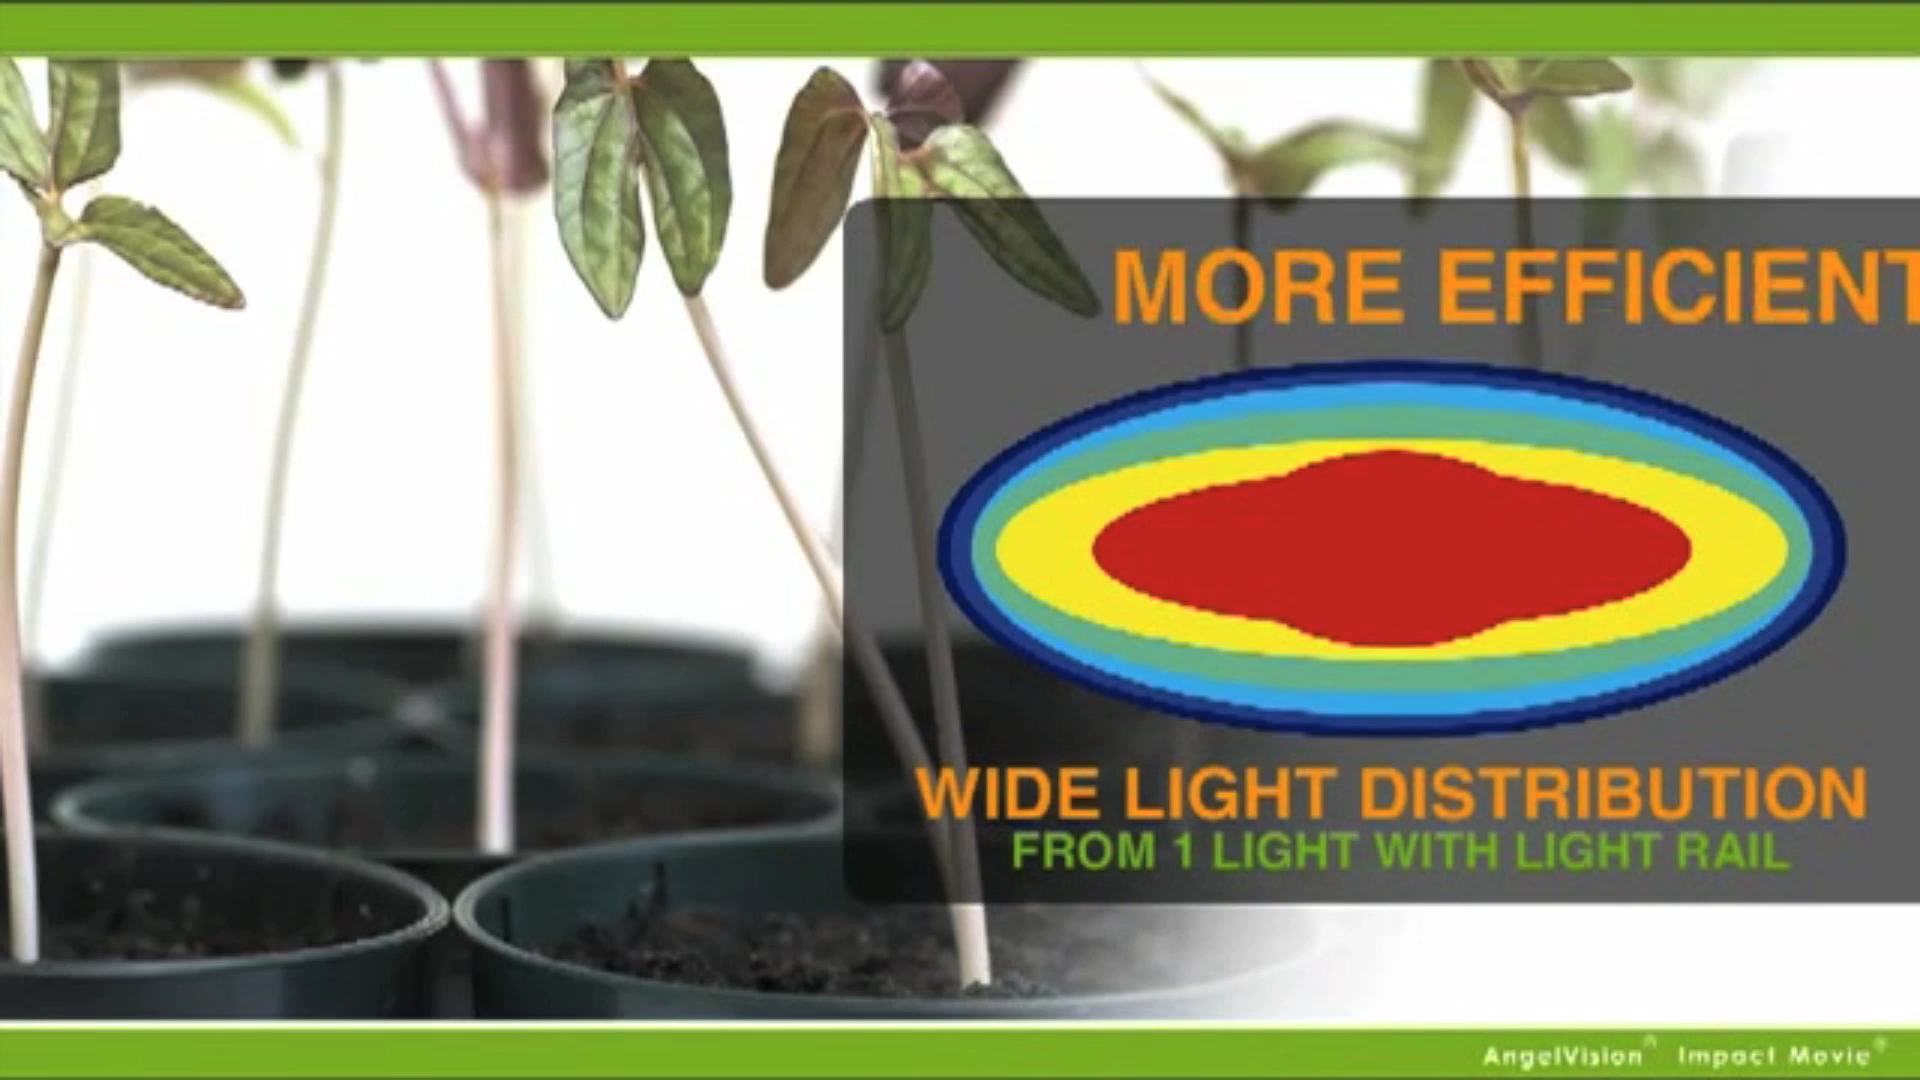 MORE EFFICIENT
WIDE LIGHT DISTRIBUTION
FROM 1 LIGHT WITH LIGHT RAIL
AngelVision® Impact Movie®